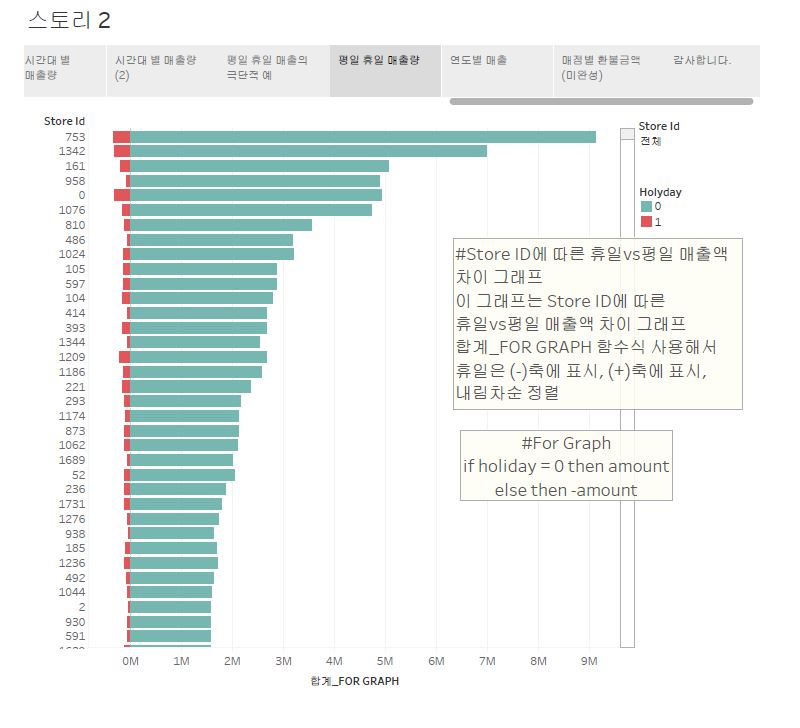 스토리 2
시간대 별
매출량
시간대 별 매출량
(2)
평일 휴일 매출의
극단적 예
평일 휴일 매출량
연도별 매출
매점별 환불금액
(미완성)
감사합니다.
Store Id
753
1342
161
958
0
1076
810
486
1024
105
597
104
414
393
1344
1209
1186
221
293
1174
873
1062
1689
52
236
1731
1276
938
185
1236
492
1044
2
930
591
0M 1M 2M 3M 4M 5M 6M 7M 8M 9M
합계_FOR GRAPH
Store Id
전체
Holyday
0
1
#Store ID에 따른 휴일vs평일 매출액
차이 그래프
이 그래프는 Store ID에 따른
휴일vs평일 매출액 차이 그래프
합계_FOR GRAPH 함수식 사용해서
휴일은 (-)축에 표시, (+)축에 표시,
내림차순 정렬
#For Graph
if holiday = 0 then amount
else then -amount